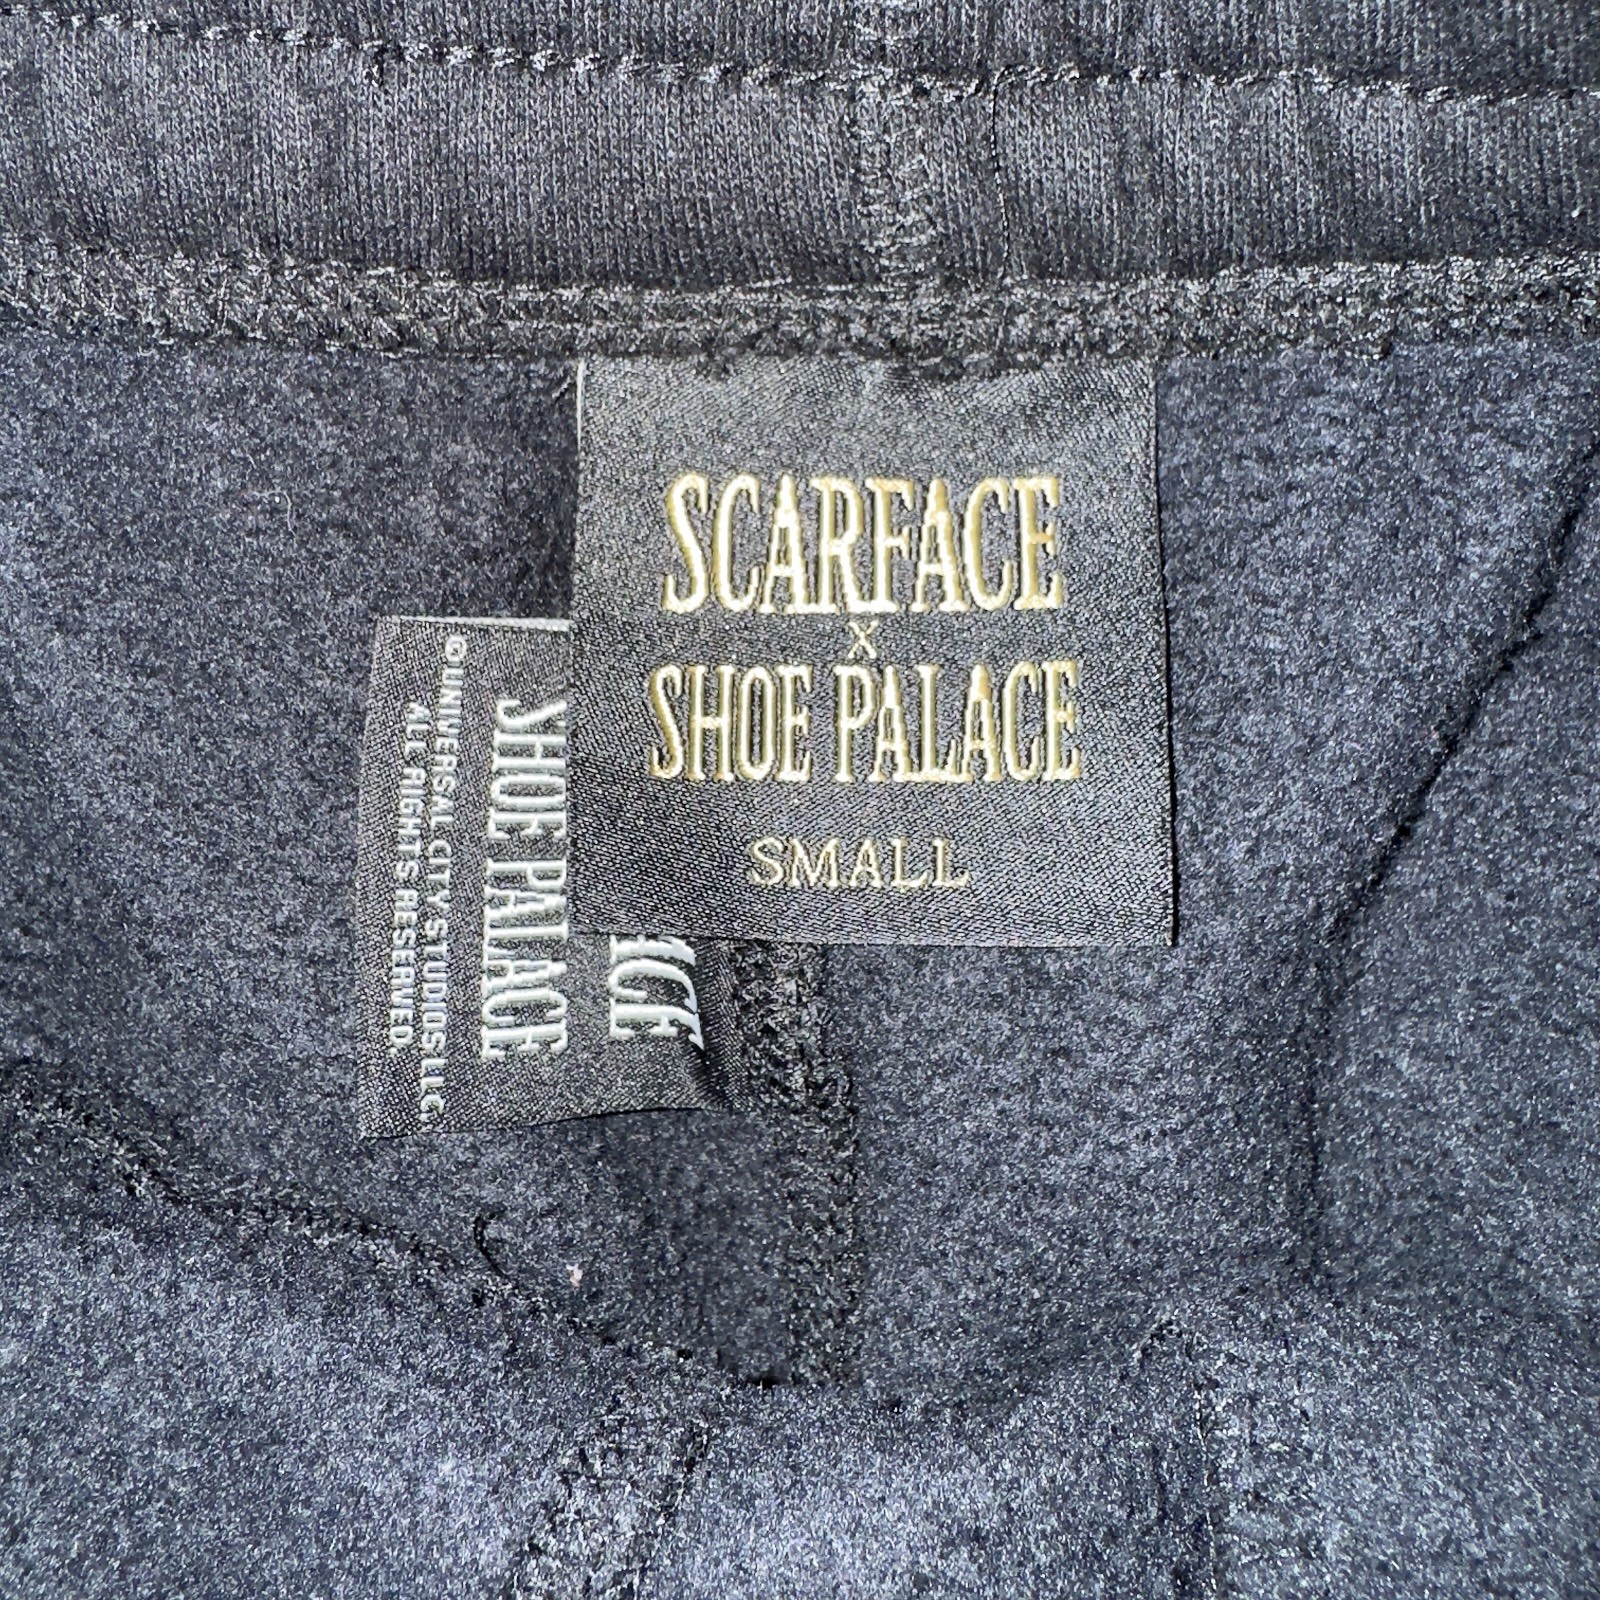 SCARFACE
X
SHOE PALACE
SMALL
SHOE PALACE
© UNIVERSAL CITY STUDIOS LLC.
ALL RIGHTS RESERVED.